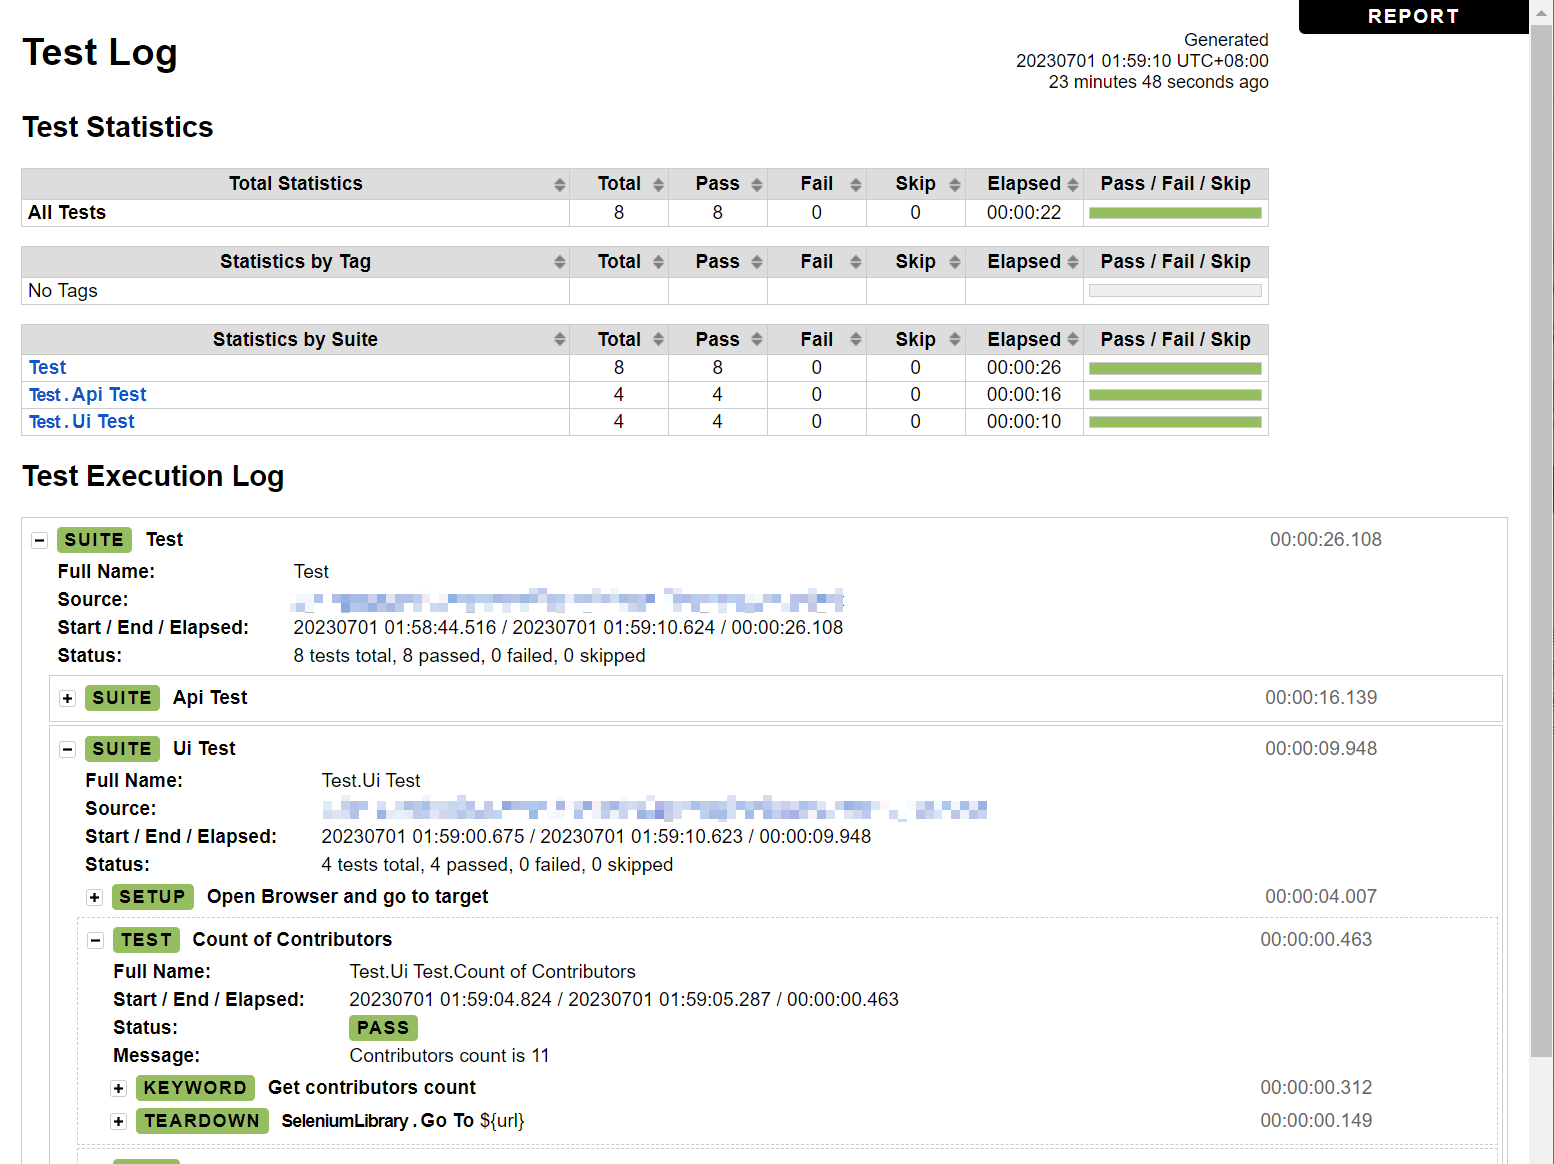 REPORT
Test Log
Generated
20230701 01:59:10 UTC+08:00
23 minutes 48 seconds ago
Test Statistics
Total Statistics Total Pass Fail Skip Elapsed Pass / Fail / Skip
All Tests 8 8 0 0 00:00:22
Statistics by Tag Total Pass Fail Skip Elapsed Pass / Fail / Skip
No Tags
Statistics by Suite Total Pass Fail Skip Elapsed Pass / Fail / Skip
Test 8 8 0 0 00:00:26
Test . Api Test 4 4 0 0 00:00:16
Test . Ui Test 4 4 0 0 00:00:10
Test Execution Log
SUITE Test 00:00:26.108
Full Name: Test
Source:
Start / End / Elapsed: 20230701 01:58:44.516 / 20230701 01:59:10.624 / 00:00:26.108
Status: 8 tests total, 8 passed, 0 failed, 0 skipped
SUITE Api Test 00:00:16.139
SUITE Ui Test 00:00:09.948
Full Name: Test.Ui Test
Source:
Start / End / Elapsed: 20230701 01:59:00.675 / 20230701 01:59:10.623 / 00:00:09.948
Status: 4 tests total, 4 passed, 0 failed, 0 skipped
SETUP Open Browser and go to target 00:00:04.007
TEST Count of Contributors 00:00:00.463
Full Name: Test.Ui Test.Count of Contributors
Start / End / Elapsed: 20230701 01:59:04.824 / 20230701 01:59:05.287 / 00:00:00.463
Status: PASS
Message: Contributors count is 11
KEYWORD Get contributors count 00:00:00.312
TEARDOWN SeleniumLibrary . Go To ${url} 00:00:00.149